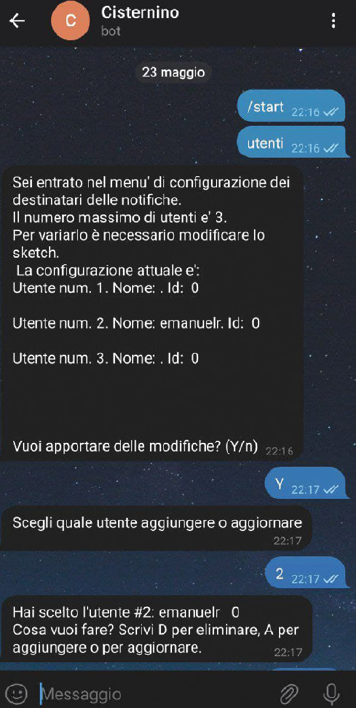 C
Cisternino
bot
23 maggio
/start 22:16
utenti 22:16
Sei entrato nel menu' di configurazione dei
destinatari delle notifiche.
Il numero massimo di utenti e' 3.
Per variarlo è necessario modificare lo
sketch.
La configurazione attuale e':
Utente num. 1. Nome: . Id: 0
Utente num. 2. Nome: emanuelr. Id: 0
Utente num. 3. Nome: . Id: 0
Vuoi apportare delle modifiche? (Y/n) 22:16
Y 22:17
Scegli quale utente aggiungere o aggiornare
22:17
2 22:17
Hai scelto l'utente #2: emanuelr 0
Cosa vuoi fare? Scrivi D per eliminare, A per
aggiungere o per aggiornare. 22:17
Messaggio